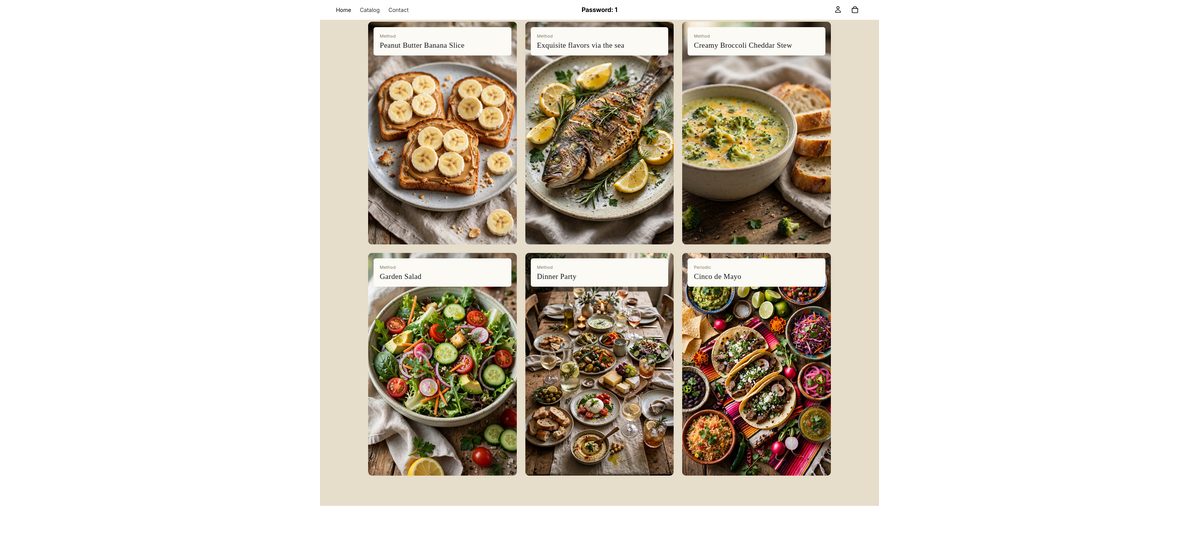 Home Catalog Contact Password: 1
Method
Peanut Butter Banana Slice
Method
Exquisite flavors via the sea
Method
Creamy Broccoli Cheddar Stew
Method
Garden Salad
Method
Dinner Party
Periodic
Cinco de Mayo